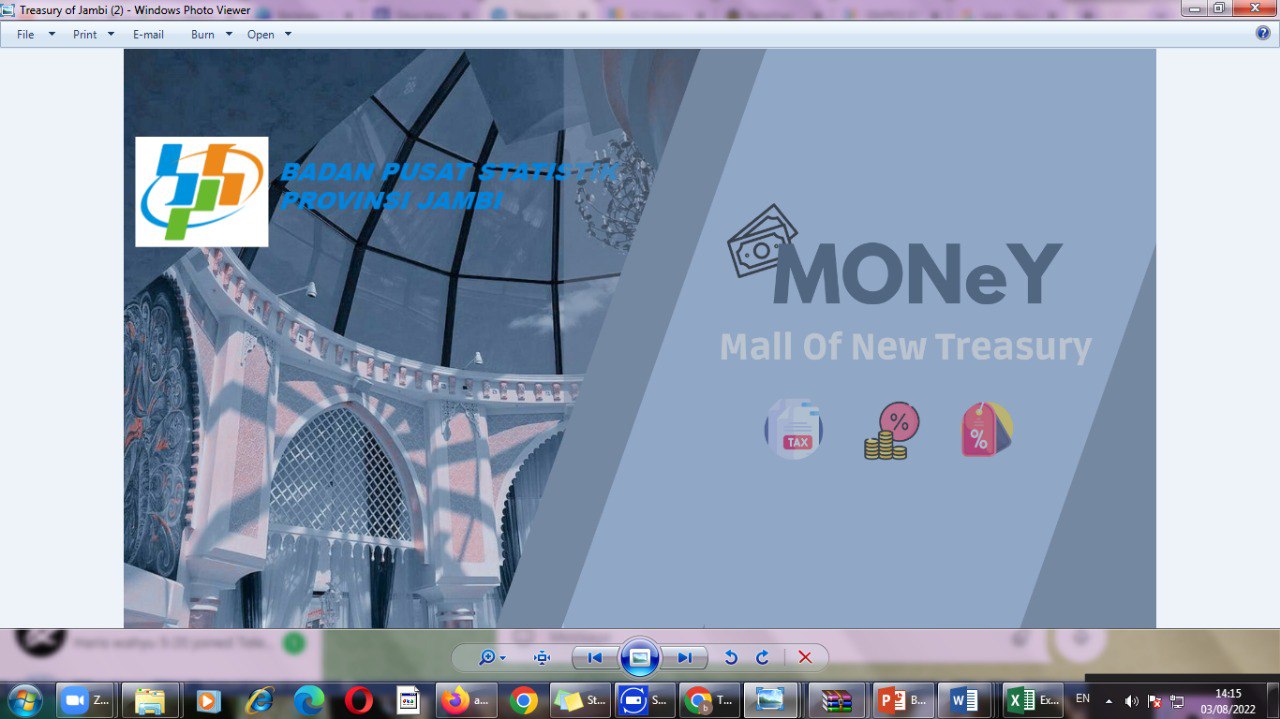 Treasury of Jambi (2) - Windows Photo Viewer
File Print E-mail Burn Open
BADAN PUSAT STATISTIK
PROVINSI JAMBI
MONeY
Mall Of New Treasury
TAX % %
Z... a... St... S... T... B... Ex... EN 14:15
03/08/2022